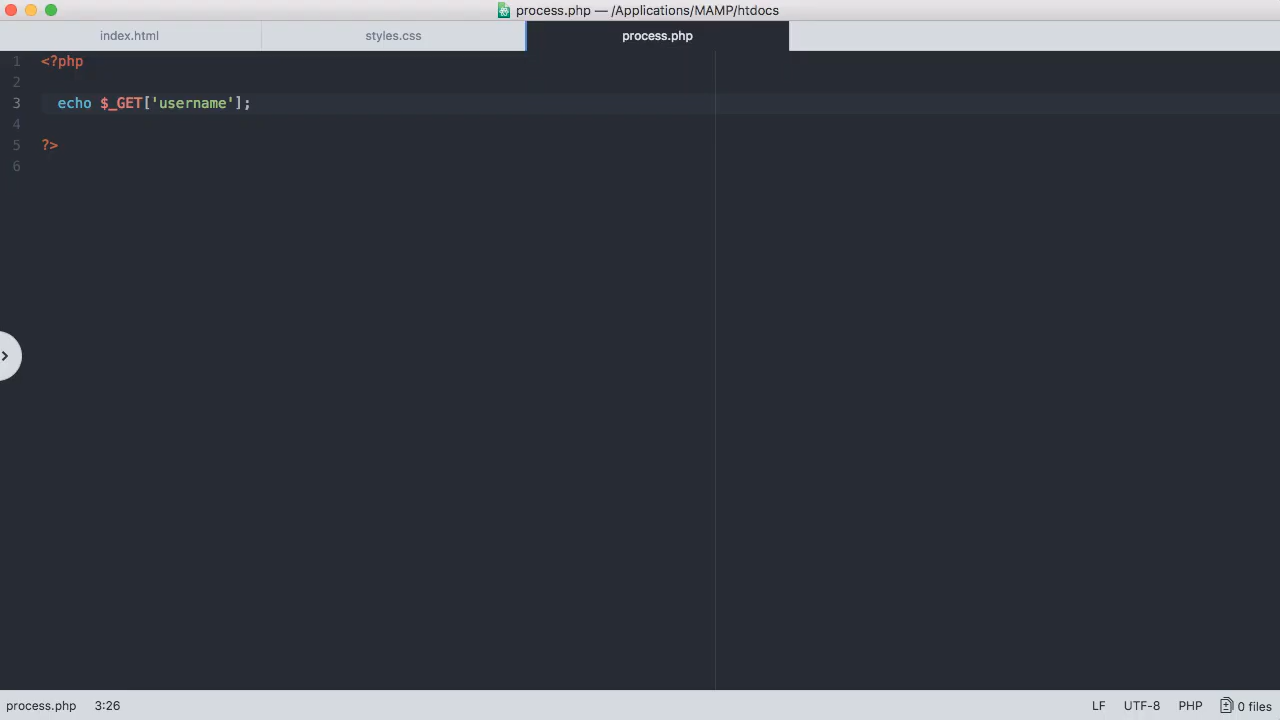 process.php — /Applications/MAMP/htdocs
index.html styles.css process.php
1 <?php
2
3 echo $_GET['username'];
4
5 ?>
6
process.php 3:26 LF UTF-8 PHP 0 files